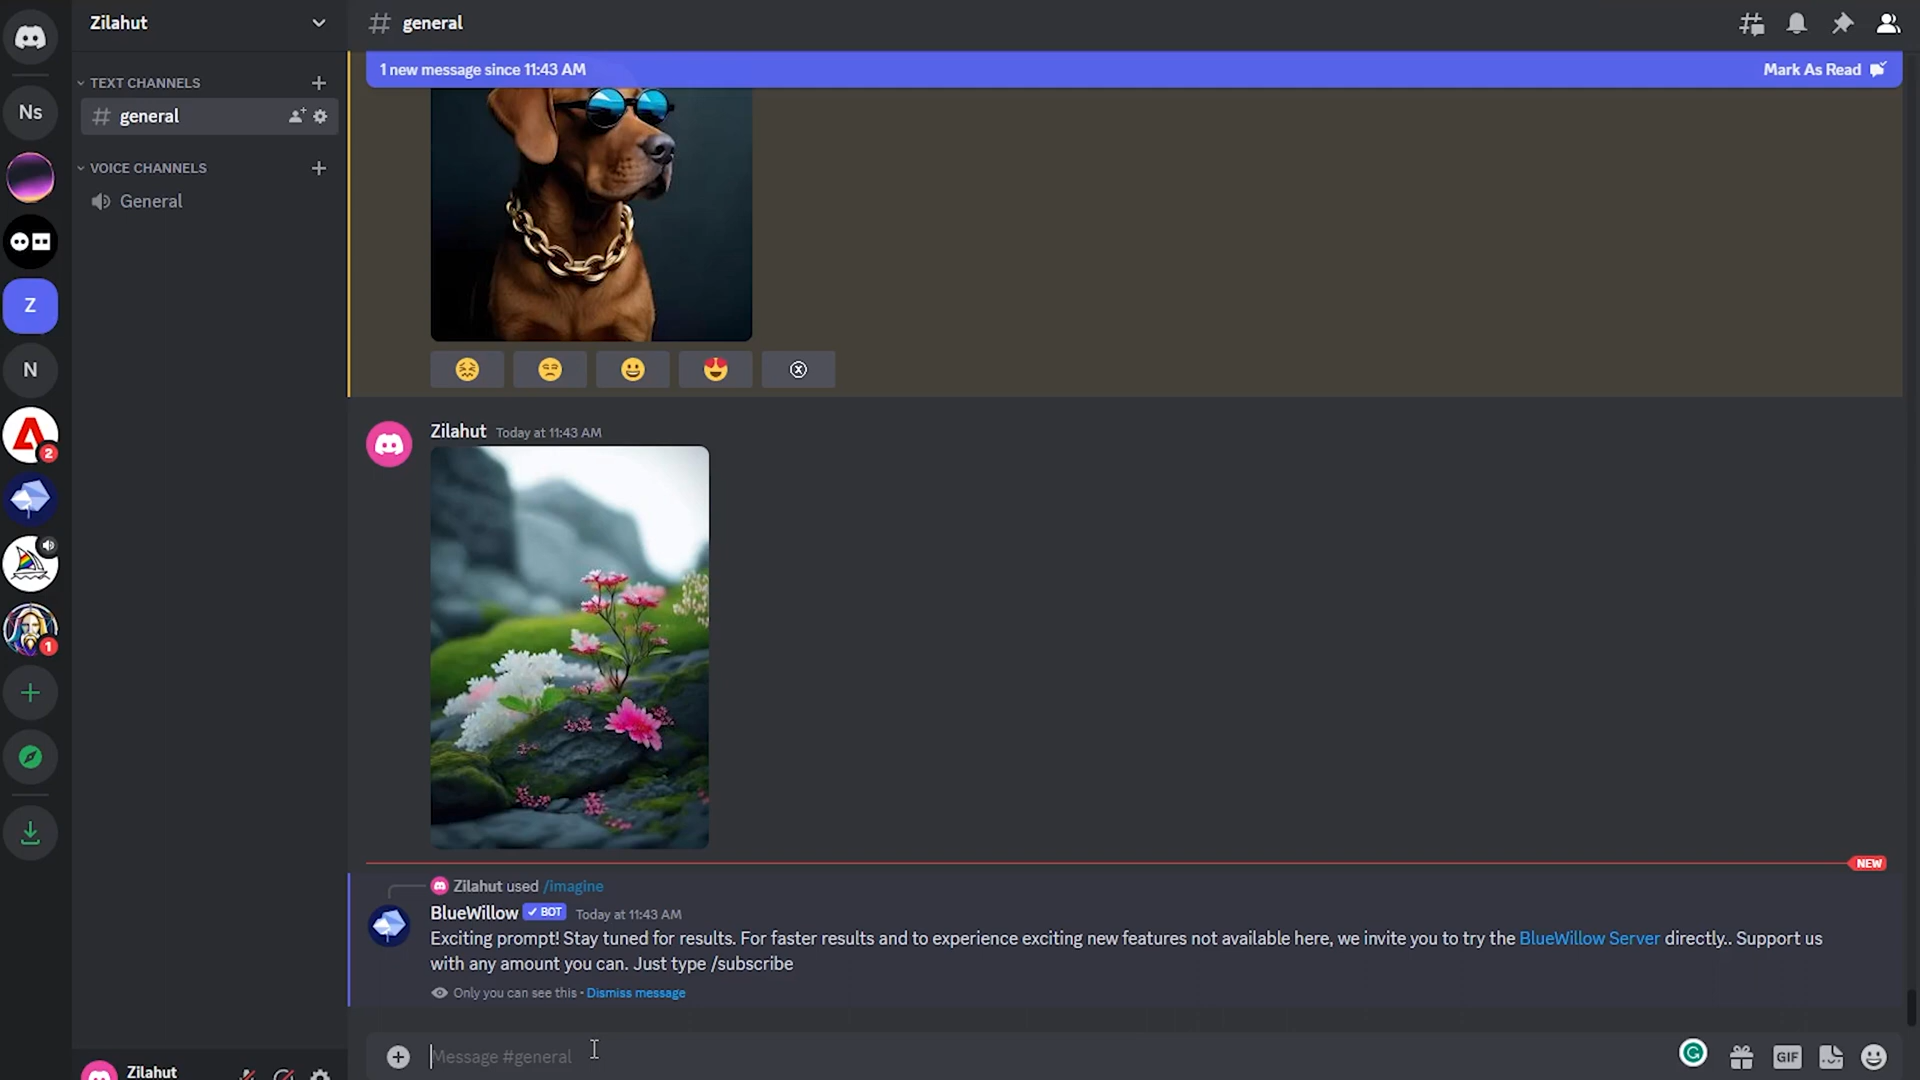 Zilahut
general
1 new message since 11:43 AM
Mark As Read
TEXT CHANNELS
general
VOICE CHANNELS
General
Ns
Z
N
2
1
Zilahut Today at 11:43 AM
NEW
Zilahut used /imagine
BlueWillow BOT Today at 11:43 AM
Exciting prompt! Stay tuned for results. For faster results and to experience exciting new features not available here, we invite you to try the BlueWillow Server directly.. Support us
with any amount you can. Just type /subscribe
Only you can see this • Dismiss message
Message #general
GIF
Zilahut